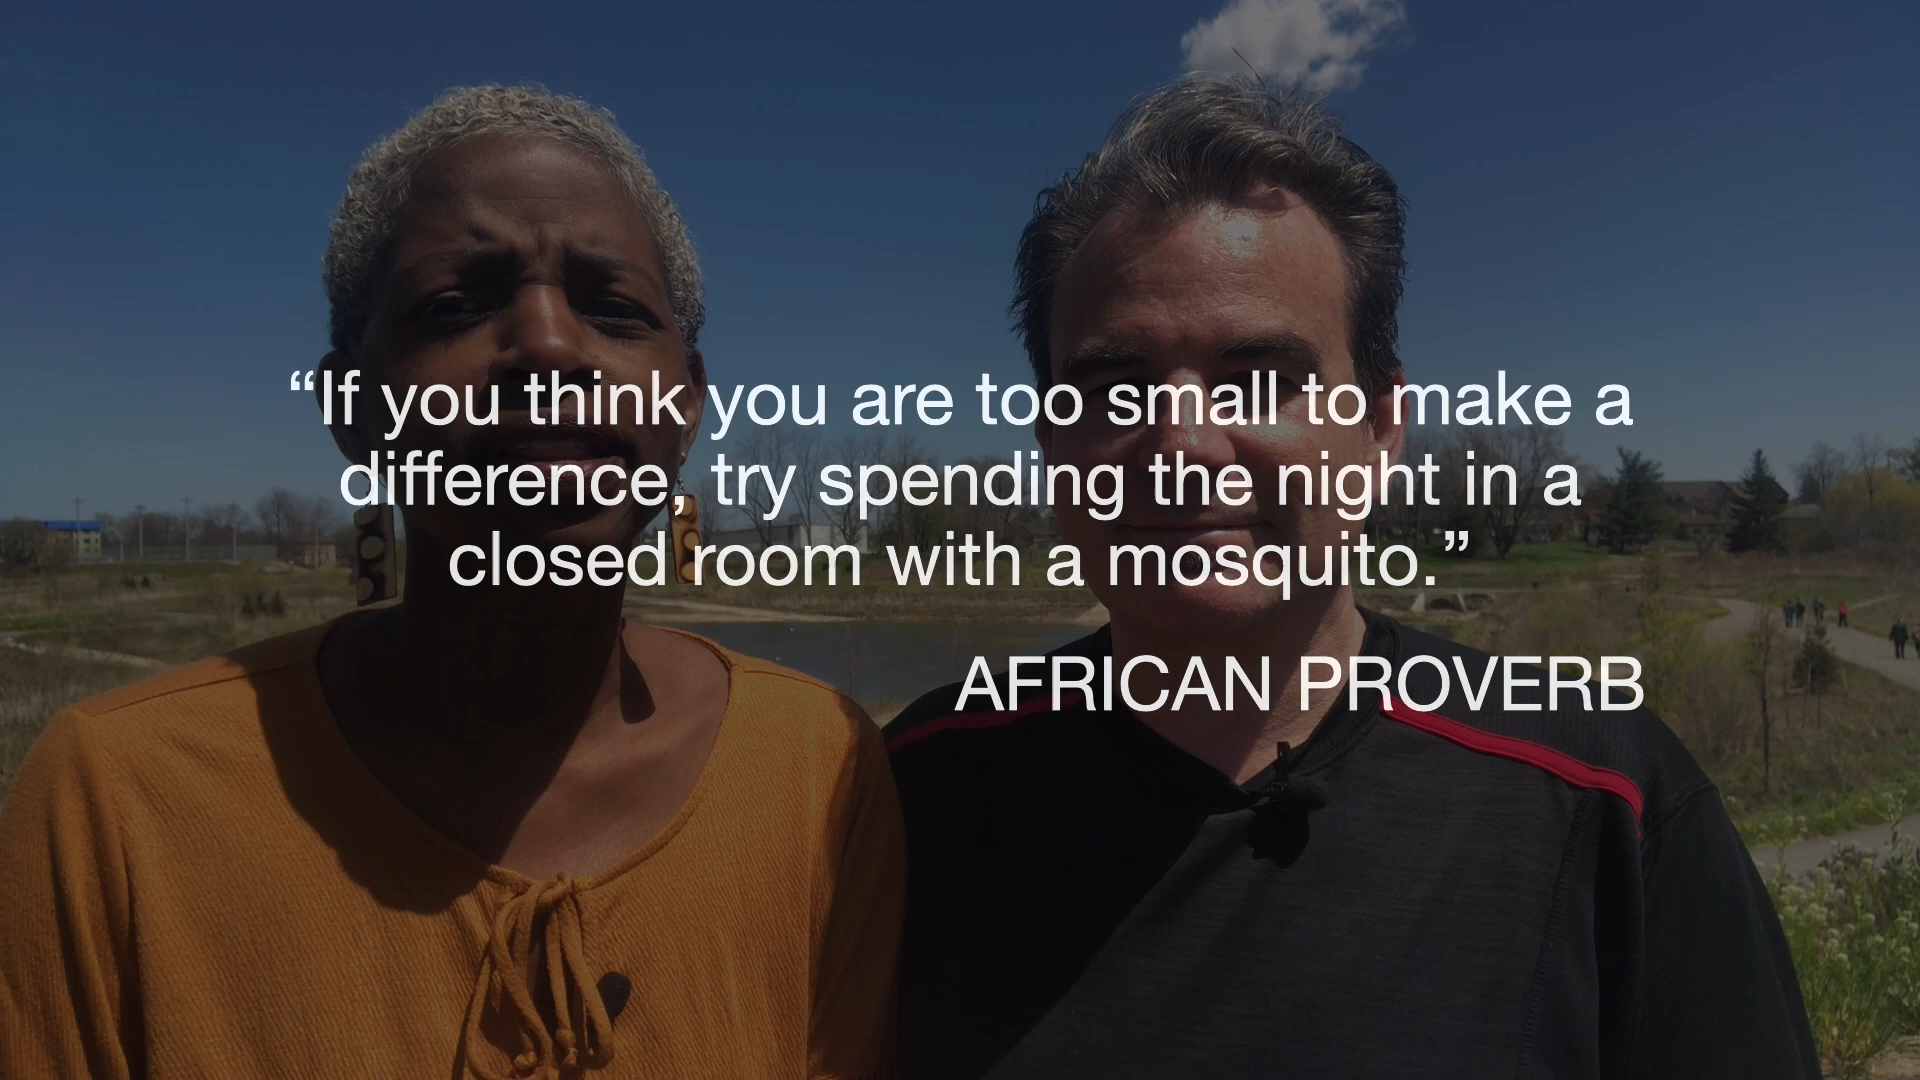 “If you think you are too small to make a
difference, try spending the night in a
closed room with a mosquito.”
AFRICAN PROVERB